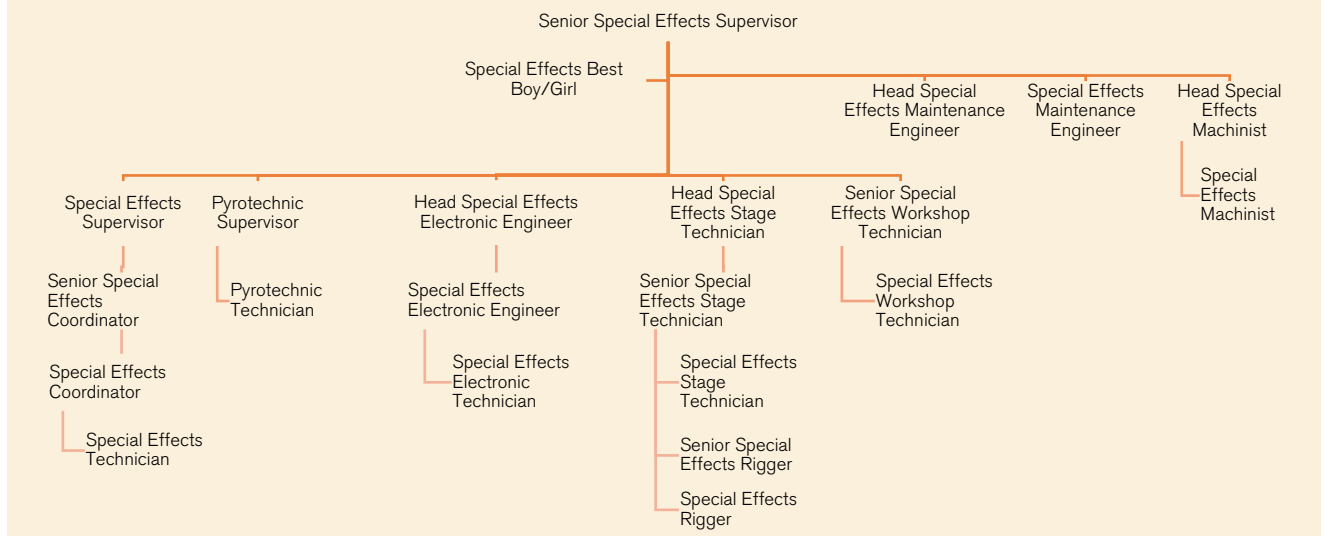 Senior Special Effects Supervisor
Special Effects Best
Boy/Girl
Head Special
Effects Maintenance
Engineer
Special Effects
Maintenance
Engineer
Head Special
Effects
Machinist
Special
Effects
Machinist
Special Effects
Supervisor
Pyrotechnic
Supervisor
Head Special Effects
Electronic Engineer
Head Special
Effects Stage
Technician
Senior Special
Effects Workshop
Technician
Senior Special
Effects
Coordinator
Pyrotechnic
Technician
Special Effects
Electronic Engineer
Senior Special
Effects Stage
Technician
Special Effects
Workshop
Technician
Special Effects
Coordinator
Special Effects
Electronic
Technician
Special Effects
Stage
Technician
Special Effects
Technician
Senior Special
Effects Rigger
Special Effects
Rigger